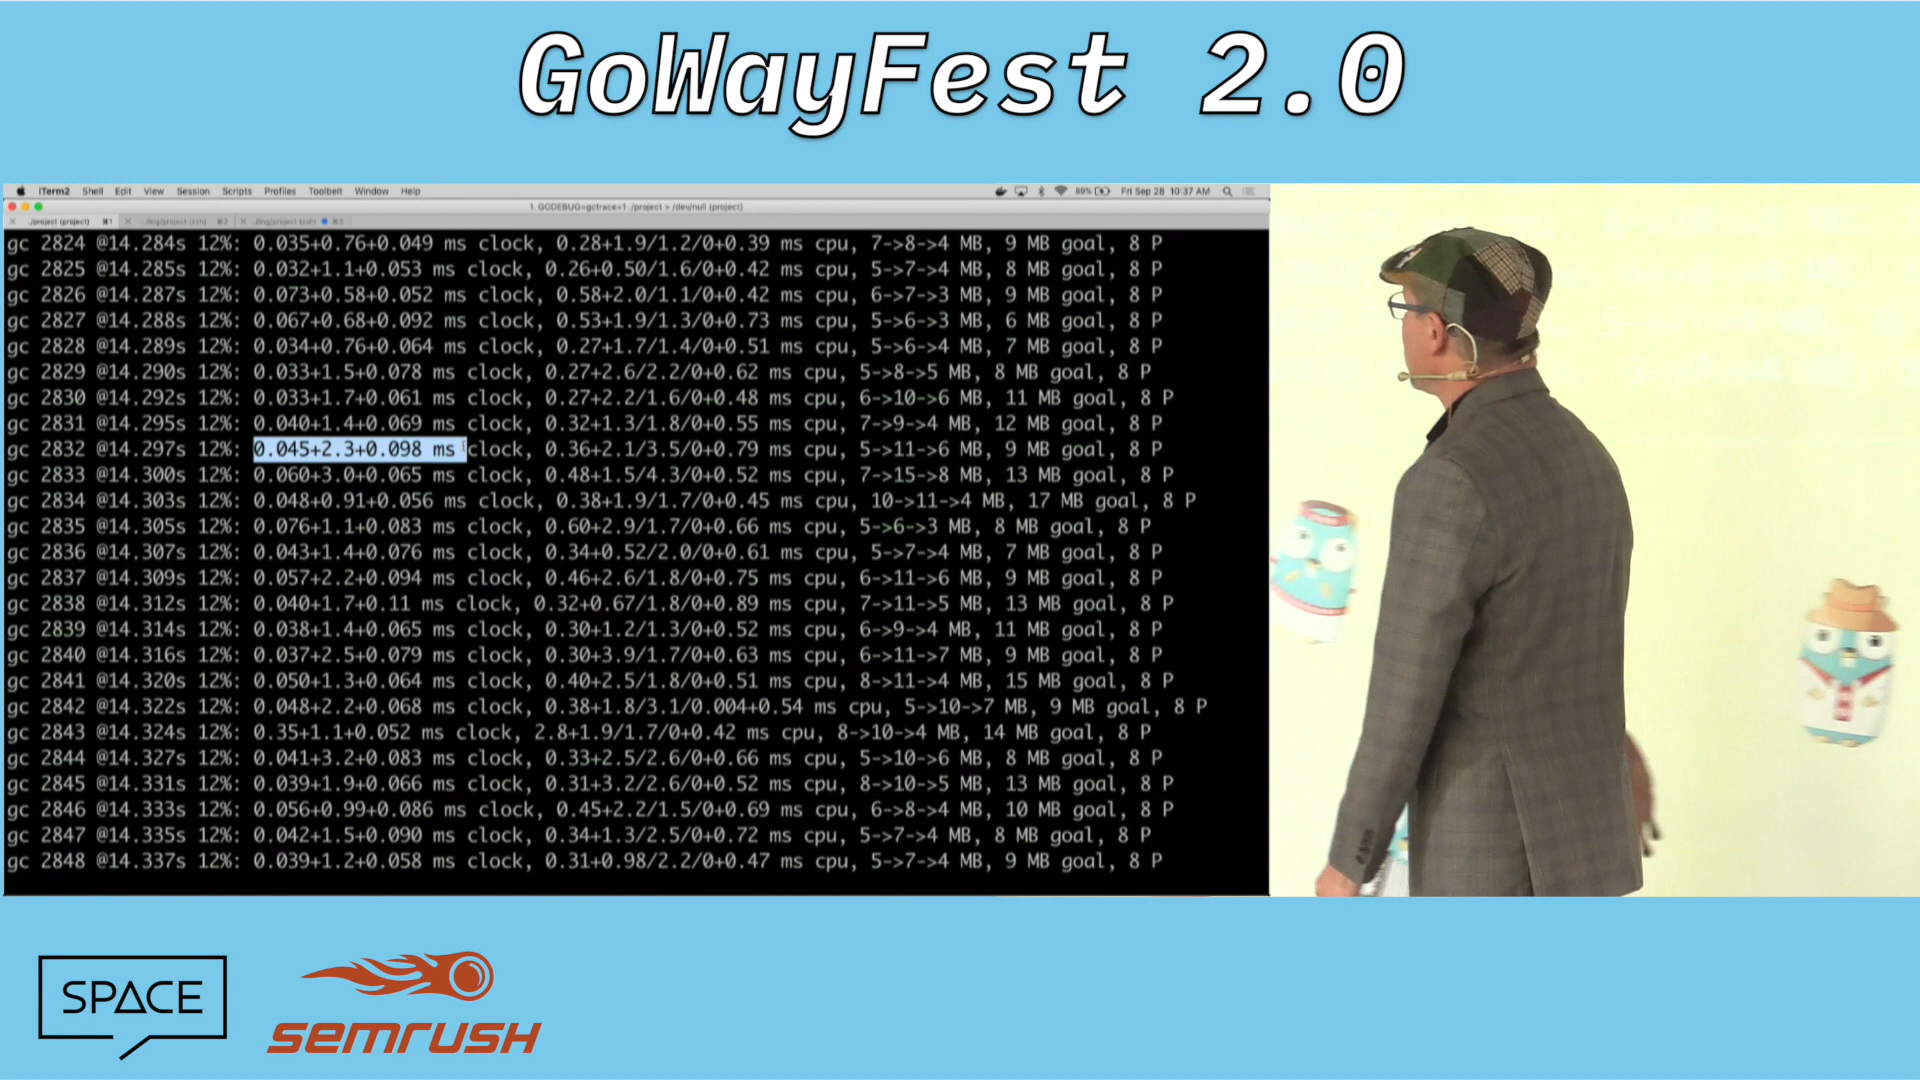 GoWayFest 2.0
iTerm2 Shell Edit View Session Scripts Profiles Toolbelt Window Help 89% Fri Sep 28 10:37 AM
1. GODEBUG=gctrace=1 ./project > /dev/null (project)
./project (project) ⌘1 ⌘2 ⌘3
gc 2824 @14.284s 12%: 0.035+0.76+0.049 ms clock, 0.28+1.9/1.2/0+0.39 ms cpu, 7->8->4 MB, 9 MB goal, 8 P
gc 2825 @14.285s 12%: 0.032+1.1+0.053 ms clock, 0.26+0.50/1.6/0+0.42 ms cpu, 5->7->4 MB, 8 MB goal, 8 P
gc 2826 @14.287s 12%: 0.073+0.58+0.052 ms clock, 0.58+2.0/1.1/0+0.42 ms cpu, 6->7->3 MB, 9 MB goal, 8 P
gc 2827 @14.288s 12%: 0.067+0.68+0.092 ms clock, 0.53+1.9/1.3/0+0.73 ms cpu, 5->6->3 MB, 6 MB goal, 8 P
gc 2828 @14.289s 12%: 0.034+0.76+0.064 ms clock, 0.27+1.7/1.4/0+0.51 ms cpu, 5->6->4 MB, 7 MB goal, 8 P
gc 2829 @14.290s 12%: 0.033+1.5+0.078 ms clock, 0.27+2.6/2.2/0+0.62 ms cpu, 5->8->5 MB, 8 MB goal, 8 P
gc 2830 @14.292s 12%: 0.033+1.7+0.061 ms clock, 0.27+2.2/1.6/0+0.48 ms cpu, 6->10->6 MB, 11 MB goal, 8 P
gc 2831 @14.295s 12%: 0.040+1.4+0.069 ms clock, 0.32+1.3/1.8/0+0.55 ms cpu, 7->9->4 MB, 12 MB goal, 8 P
gc 2832 @14.297s 12%: 0.045+2.3+0.098 ms clock, 0.36+2.1/3.5/0+0.79 ms cpu, 5->11->6 MB, 9 MB goal, 8 P
gc 2833 @14.300s 12%: 0.060+3.0+0.065 ms clock, 0.48+1.5/4.3/0+0.52 ms cpu, 7->15->8 MB, 13 MB goal, 8 P
gc 2834 @14.303s 12%: 0.048+0.91+0.056 ms clock, 0.38+1.9/1.7/0+0.45 ms cpu, 10->11->4 MB, 17 MB goal, 8 P
gc 2835 @14.305s 12%: 0.076+1.1+0.083 ms clock, 0.60+2.9/1.7/0+0.66 ms cpu, 5->6->3 MB, 8 MB goal, 8 P
gc 2836 @14.307s 12%: 0.043+1.4+0.076 ms clock, 0.34+0.52/2.0/0+0.61 ms cpu, 5->7->4 MB, 7 MB goal, 8 P
gc 2837 @14.309s 12%: 0.057+2.2+0.094 ms clock, 0.46+2.6/1.8/0+0.75 ms cpu, 6->11->6 MB, 9 MB goal, 8 P
gc 2838 @14.312s 12%: 0.040+1.7+0.11 ms clock, 0.32+0.67/1.8/0+0.89 ms cpu, 7->11->5 MB, 13 MB goal, 8 P
gc 2839 @14.314s 12%: 0.038+1.4+0.065 ms clock, 0.30+1.2/1.3/0+0.52 ms cpu, 6->9->4 MB, 11 MB goal, 8 P
gc 2840 @14.316s 12%: 0.037+2.5+0.079 ms clock, 0.30+3.9/1.7/0+0.63 ms cpu, 6->11->7 MB, 9 MB goal, 8 P
gc 2841 @14.320s 12%: 0.050+1.3+0.064 ms clock, 0.40+2.5/1.8/0+0.51 ms cpu, 8->11->4 MB, 15 MB goal, 8 P
gc 2842 @14.322s 12%: 0.048+2.2+0.068 ms clock, 0.38+1.8/3.1/0.004+0.54 ms cpu, 5->10->7 MB, 9 MB goal, 8 P
gc 2843 @14.324s 12%: 0.35+1.1+0.052 ms clock, 2.8+1.9/1.7/0+0.42 ms cpu, 8->10->4 MB, 14 MB goal, 8 P
gc 2844 @14.327s 12%: 0.041+3.2+0.083 ms clock, 0.33+2.5/2.6/0+0.66 ms cpu, 5->10->6 MB, 8 MB goal, 8 P
gc 2845 @14.331s 12%: 0.039+1.9+0.066 ms clock, 0.31+3.2/2.6/0+0.52 ms cpu, 8->10->5 MB, 13 MB goal, 8 P
gc 2846 @14.333s 12%: 0.056+0.99+0.086 ms clock, 0.45+2.2/1.5/0+0.69 ms cpu, 6->8->4 MB, 10 MB goal, 8 P
gc 2847 @14.335s 12%: 0.042+1.5+0.090 ms clock, 0.34+1.3/2.5/0+0.72 ms cpu, 5->7->4 MB, 8 MB goal, 8 P
gc 2848 @14.337s 12%: 0.039+1.2+0.058 ms clock, 0.31+0.98/2.2/0+0.47 ms cpu, 5->7->4 MB, 9 MB goal, 8 P
SPACE
semrush